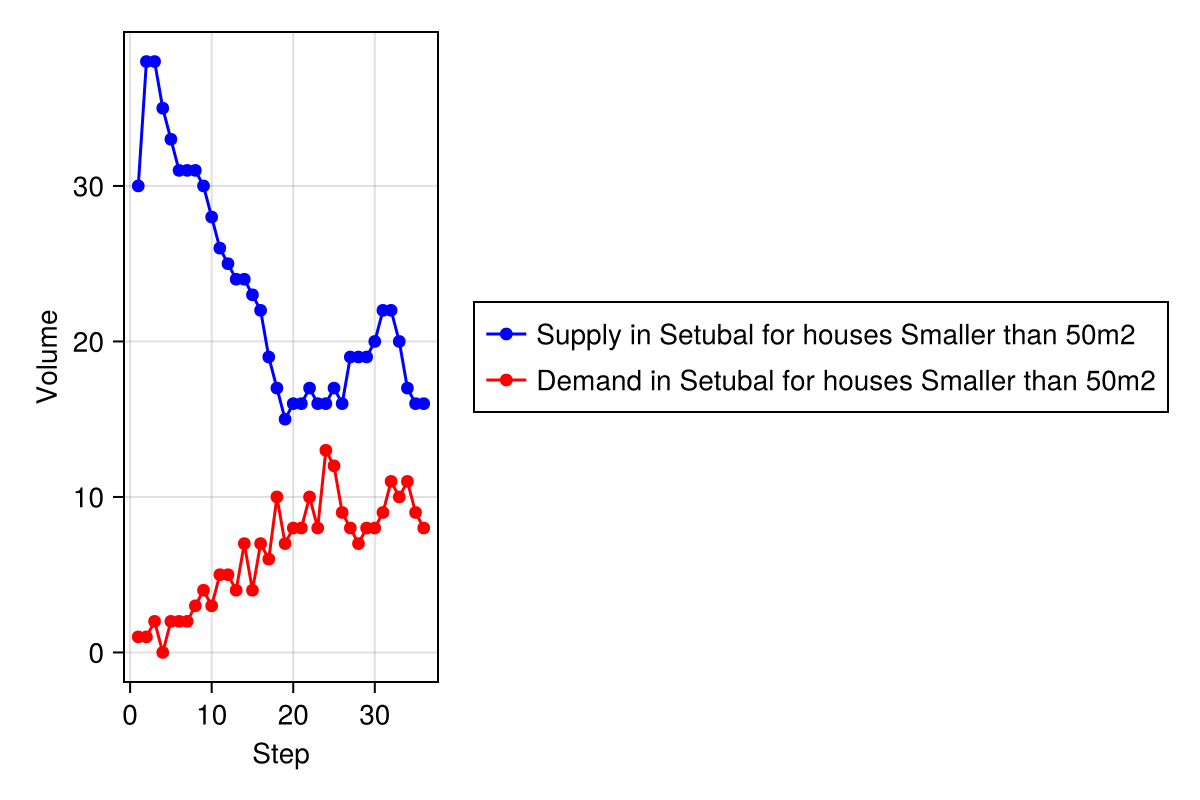 Volume
30
20
10
0
0 10 20 30
Step
Supply in Setubal for houses Smaller than 50m2
Demand in Setubal for houses Smaller than 50m2